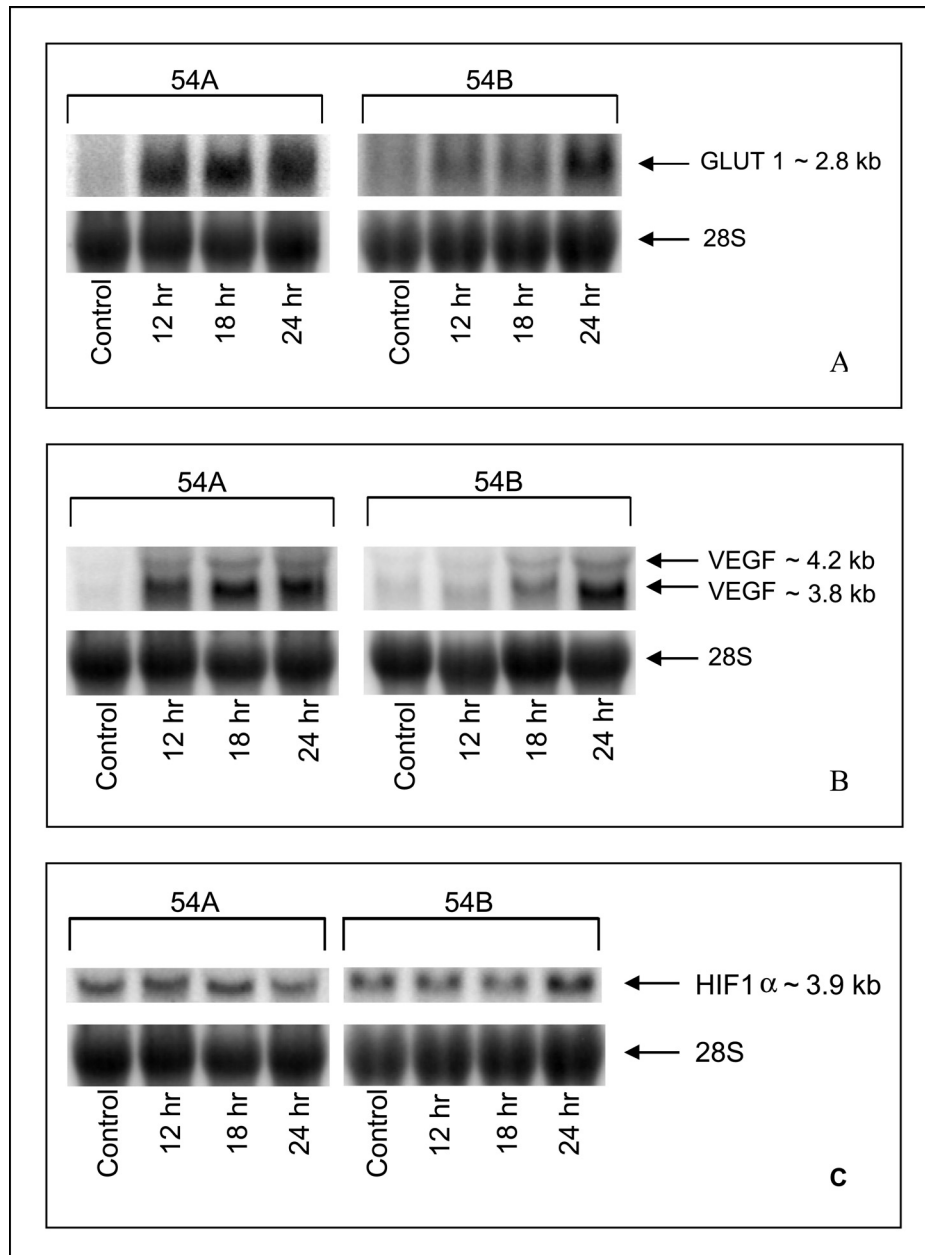 54A 54B
GLUT 1 ~ 2.8 kb
28S
Control 12 hr 18 hr 24 hr Control 12 hr 18 hr 24 hr
A
54A 54B
VEGF ~ 4.2 kb
VEGF ~ 3.8 kb
28S
Control 12 hr 18 hr 24 hr Control 12 hr 18 hr 24 hr
B
54A 54B
HIF1 α ~ 3.9 kb
28S
Control 12 hr 18 hr 24 hr Control 12 hr 18 hr 24 hr
C